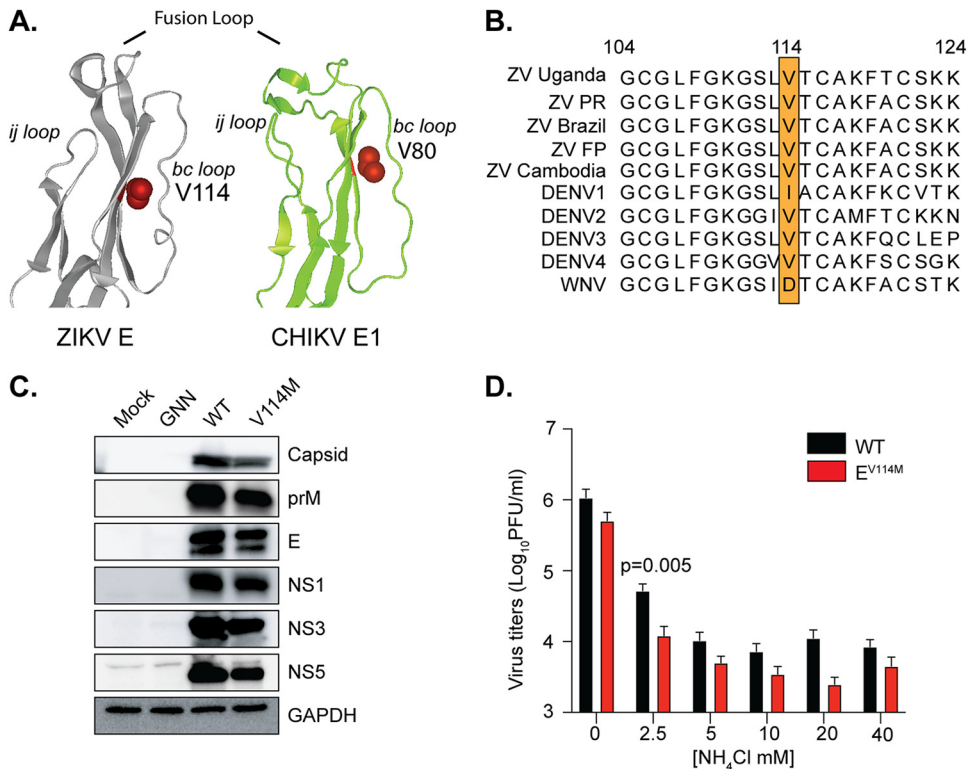 A.
Fusion Loop
ij loop
bc loop
V114
ZIKV E
ij loop
bc loop
V80
CHIKV E1
B.
104 114 124
ZV Uganda GCGLFGKGSLVTCAKFTCSKK
ZV PR GCGLFGKGSLVTCAKFACSKK
ZV Brazil GCGLFGKGSLVTCAKFACSKK
ZV FP GCGLFGKGSLVTCAKFACSKK
ZV Cambodia GCGLFGKGSLVTCAKFACSKK
DENV1 GCGLFGKGSLIACAKFKCVTK
DENV2 GCGLFGKGGIVTCAMFTCKKN
DENV3 GCGLFGKGSLVTCAKFQCLEP
DENV4 GCGLFGKGGVVTCAKFSCSGK
WNV GCGLFGKGSIDTCAKFACSTK
C.
Mock GNN WT V114M
Capsid
prM
E
NS1
NS3
NS5
GAPDH
D.
WT
E^V114M
Virus titers (Log10PFU/ml)
7
6
5
4
3
p=0.005
0 2.5 5 10 20 40
[NH4Cl mM]